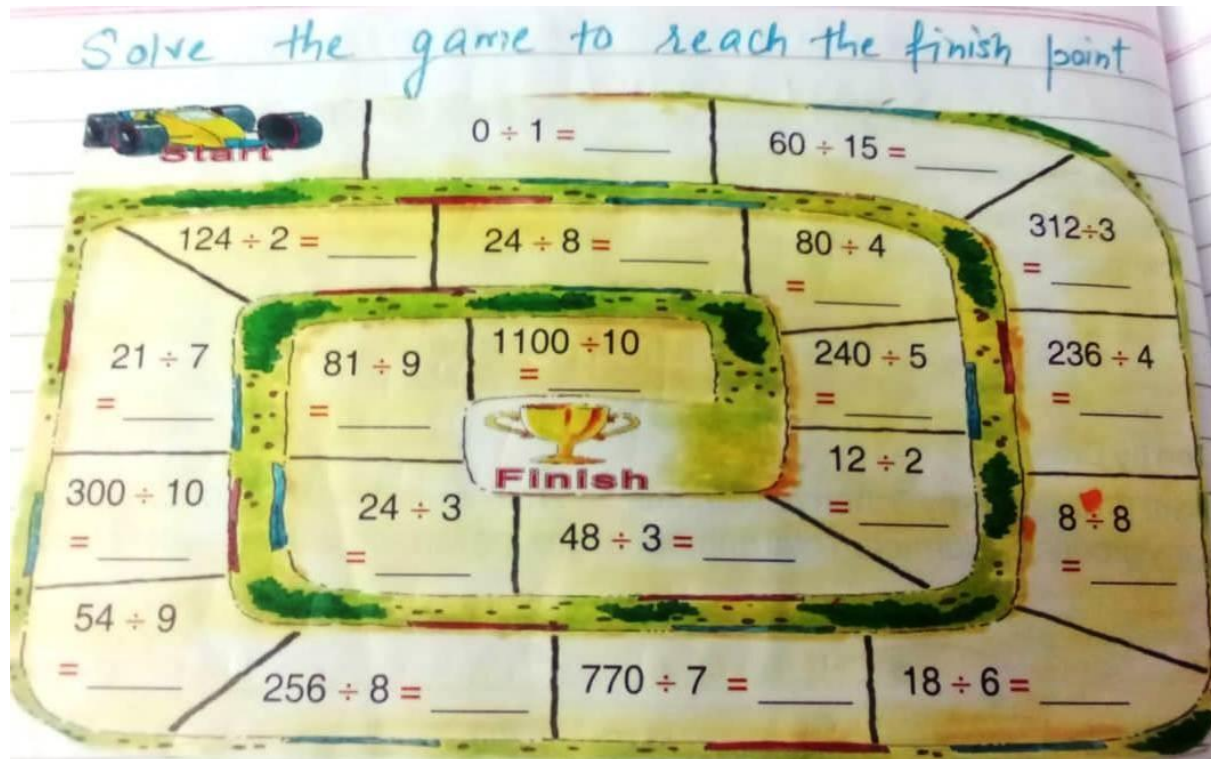 Solve the game to reach the finish point
Start
0 ÷ 1 = ____
60 ÷ 15 = ____
312÷3
= ____
236 ÷ 4
= ____
8 ÷ 8
= ____
18 ÷ 6 = ____
770 ÷ 7 = ____
256 ÷ 8 = ____
54 ÷ 9
= ____
300 ÷ 10
= ____
21 ÷ 7
= ____
124 ÷ 2 = ____
24 ÷ 8 = ____
80 ÷ 4
= ____
240 ÷ 5
= ____
12 ÷ 2
= ____
48 ÷ 3 = ____
24 ÷ 3
= ____
81 ÷ 9
= ____
1100 ÷10
= ____
Finish